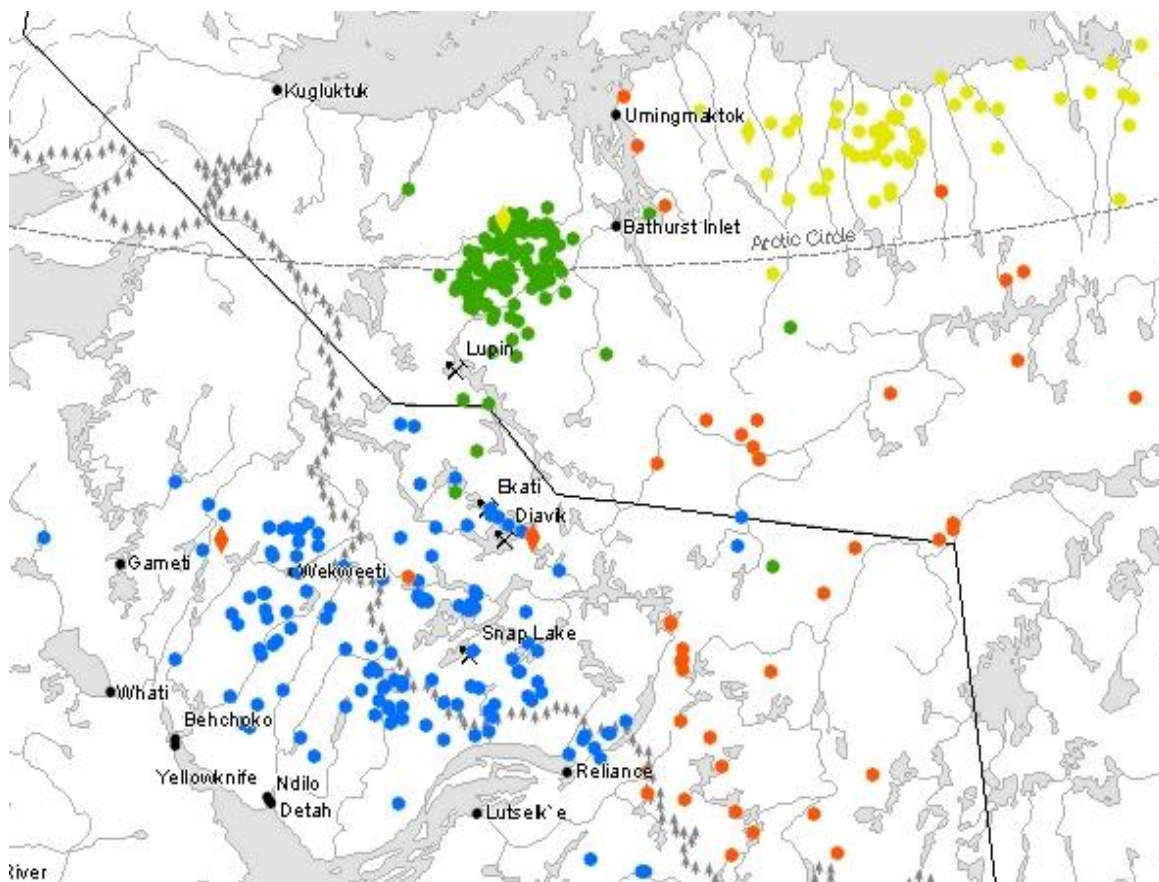 Kugluktuk
Umingmaktok
Bathurst Inlet
Arctic Circle
Lupin
Ekati
Diavik
Gameti
Wekweeti
Snap Lake
Whati
Behchoko
Yellowknife
Ndilo
Detah
Reliance
Lutselk`e
River